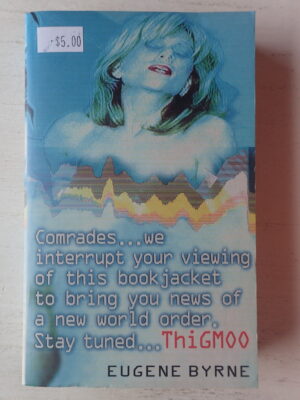 $5.00
Comrades...we
interrupt your viewing
of this bookjacket
to bring you news of
a new world order.
Stay tuned...ThiGMOO
EUGENE BYRNE